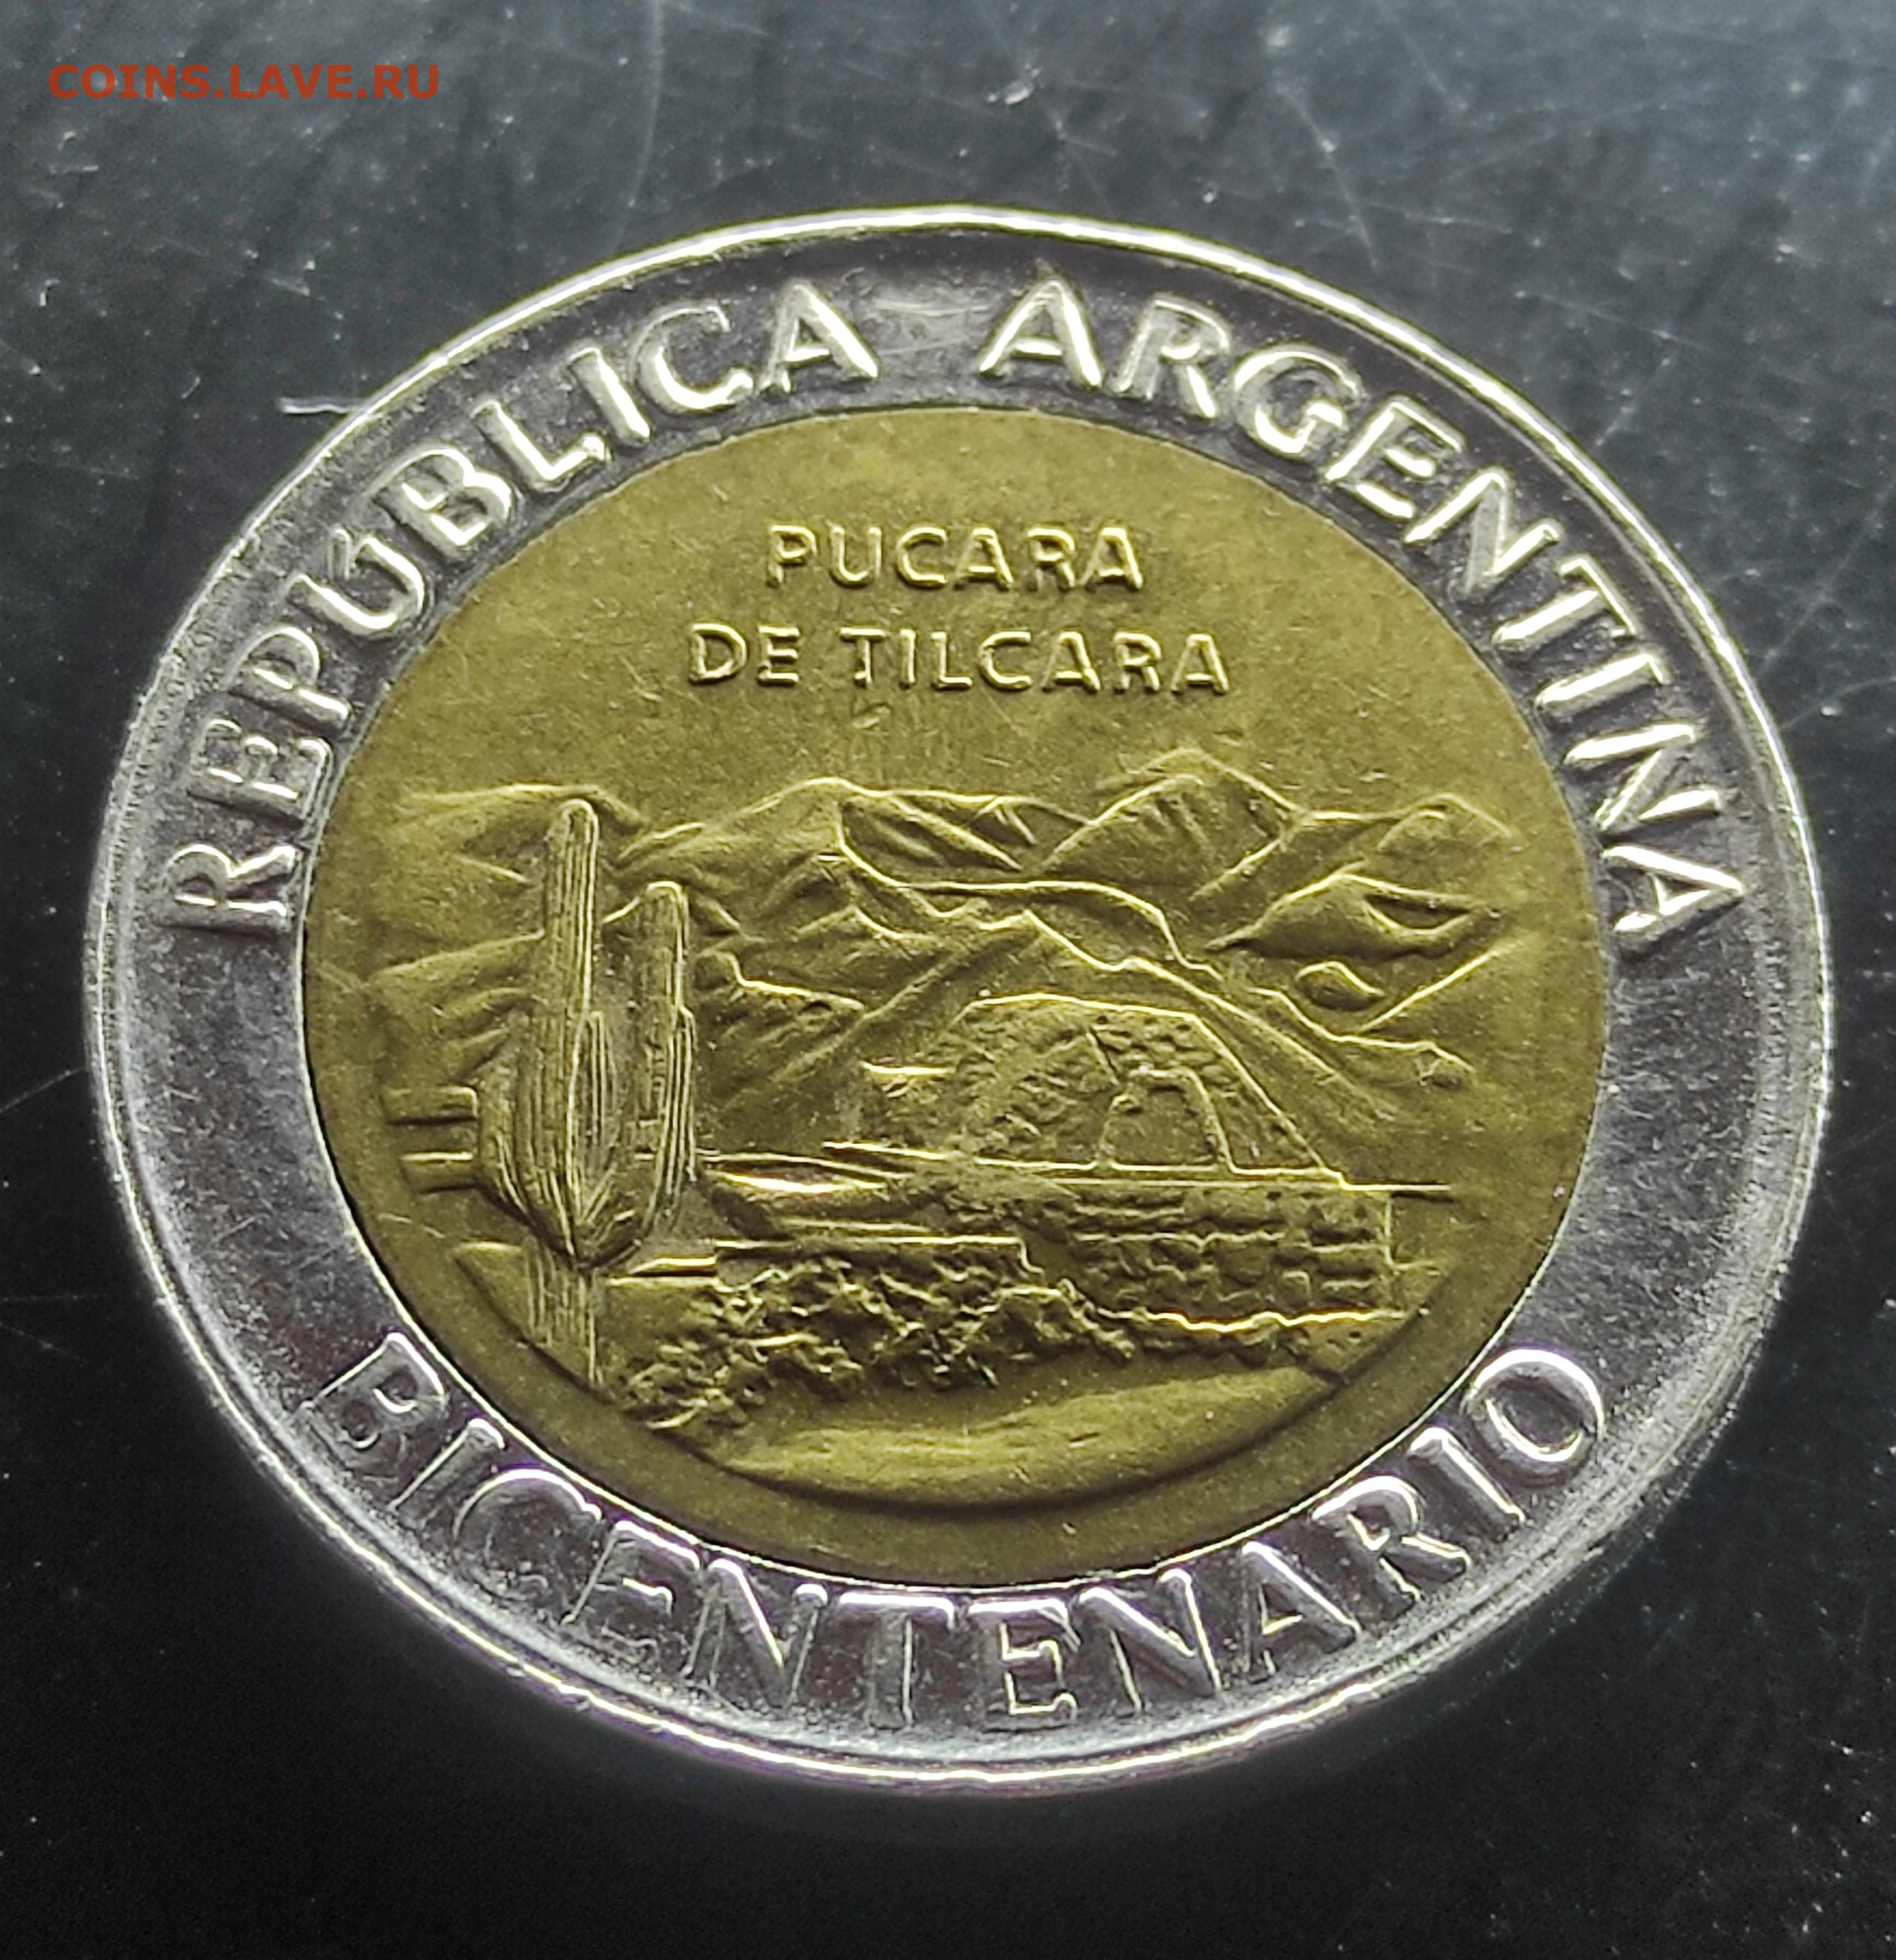 COINS.LAVE.RU
REPÚBLICA ARGENTINA
PUCARA
DE TILCARA
BICENTENARIO